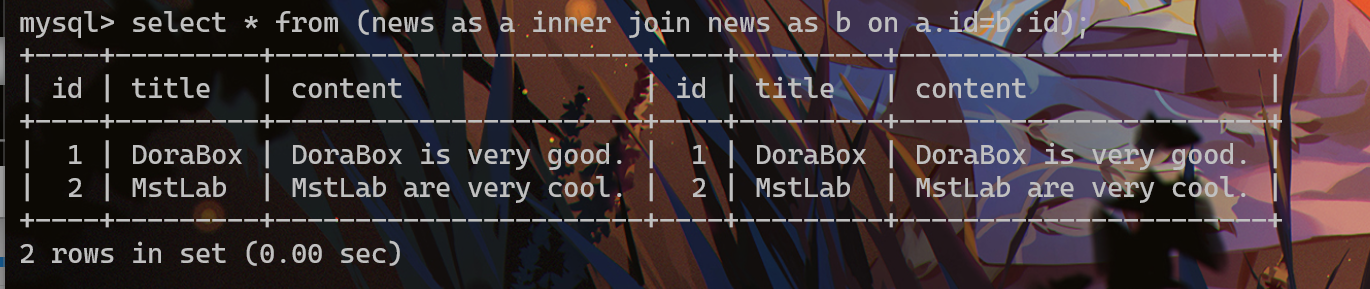 mysql> select * from (news as a inner join news as b on a.id=b.id);
+----+---------+-----------------------+----+---------+-----------------------+
| id | title   | content               | id | title   | content               |
+----+---------+-----------------------+----+---------+-----------------------+
|  1 | DoraBox | DoraBox is very good. |  1 | DoraBox | DoraBox is very good. |
|  2 | MstLab  | MstLab are very cool. |  2 | MstLab  | MstLab are very cool. |
+----+---------+-----------------------+----+---------+-----------------------+
2 rows in set (0.00 sec)